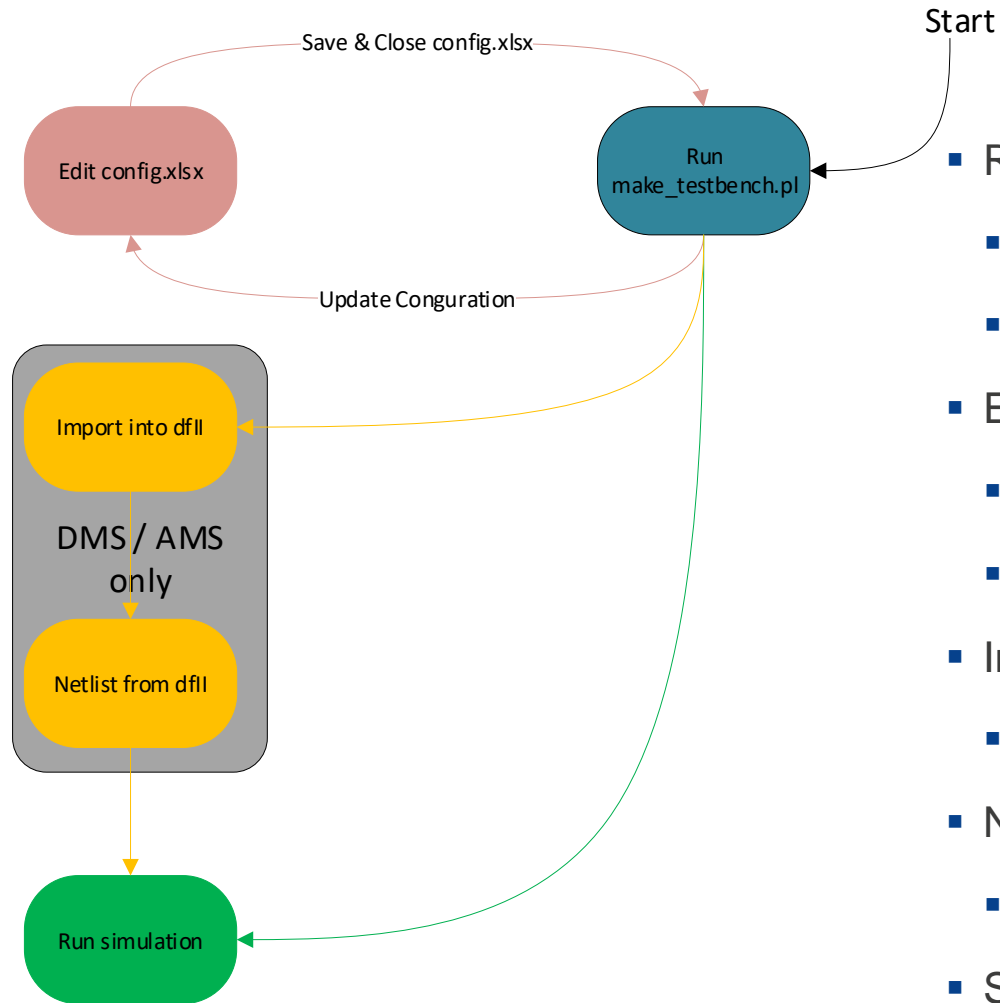 Start
Save & Close config.xlsx
Edit config.xlsx
Run
make_testbench.pl
Update Conguration
Import into dfII
DMS / AMS
only
Netlist from dfII
Run simulation